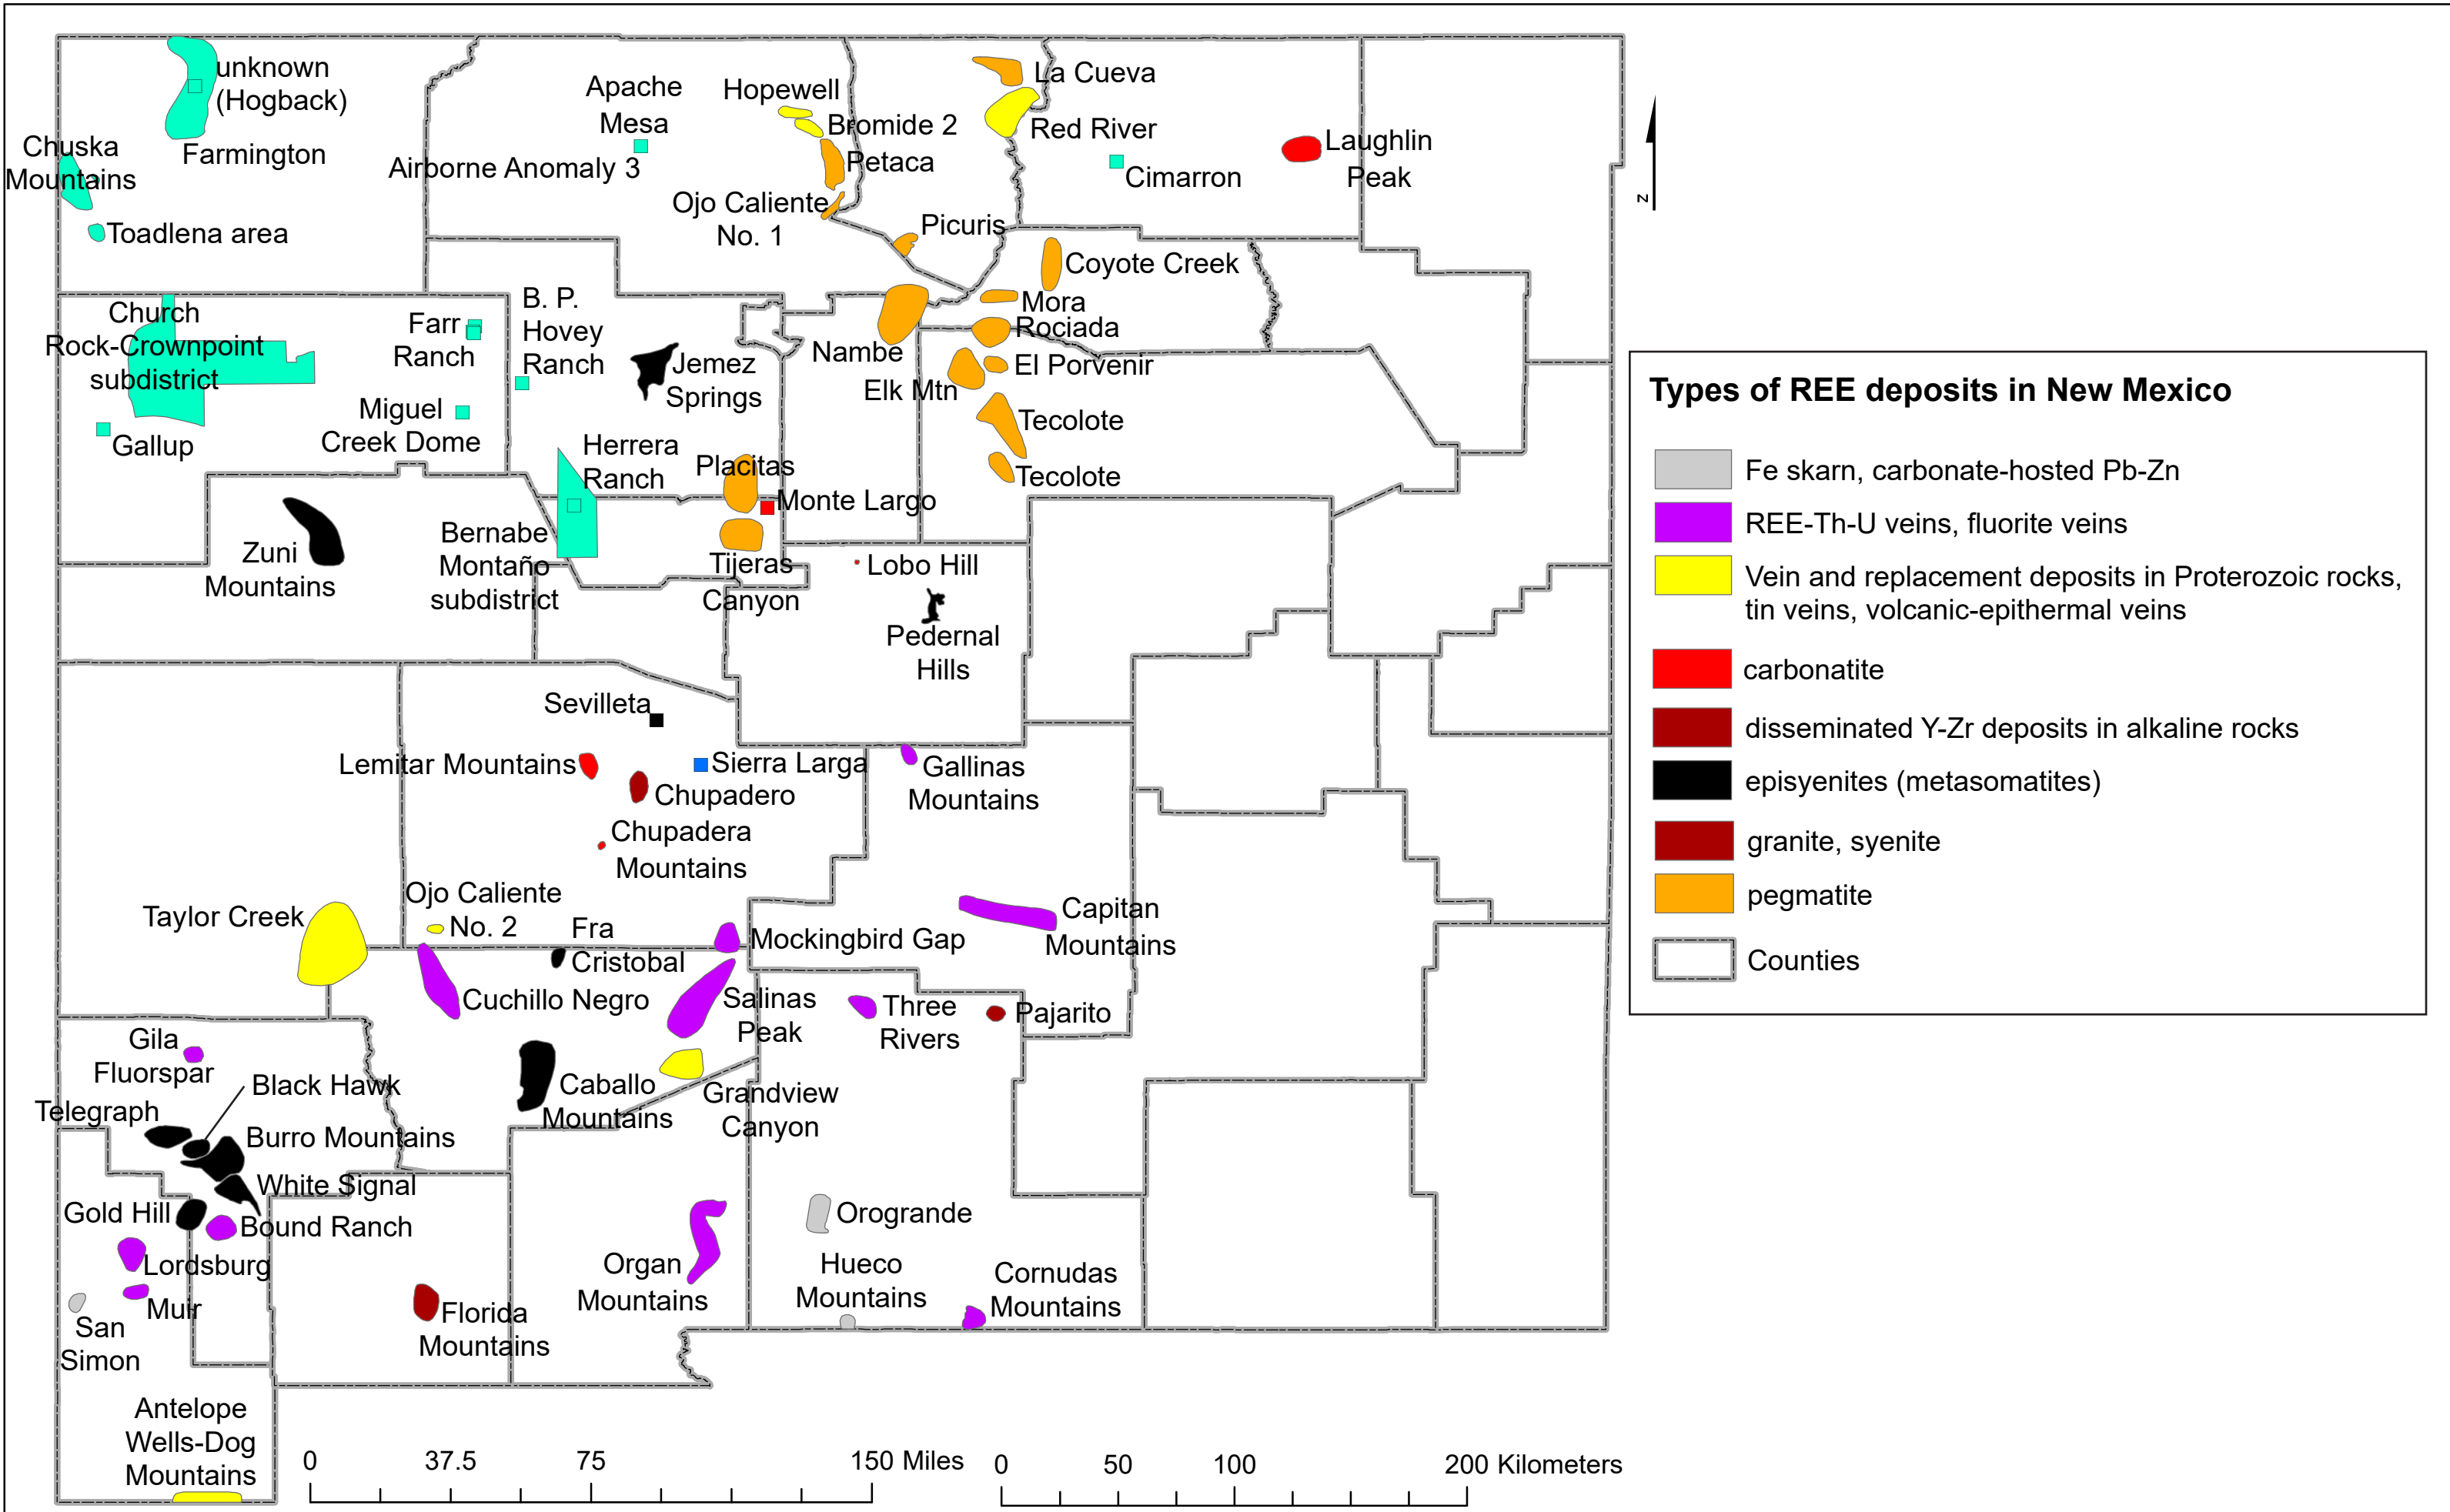 unknown
(Hogback)
Farmington
Chuska
Mountains
Toadlena area
Apache
Mesa
Airborne Anomaly 3
Hopewell
Bromide 2
Petaca
Ojo Caliente
No. 1
La Cueva
Red River
Cimarron
Laughlin
Peak
Picuris
Coyote Creek
Mora
Rociada
El Porvenir
Nambe
Elk Mtn
Tecolote
Tecolote
Church
Rock-Crownpoint
subdistrict
Gallup
Farr
Ranch
Miguel
Creek Dome
B. P.
Hovey
Ranch
Jemez
Springs
Herrera
Ranch
Placitas
Monte Largo
Bernabe
Montaño
subdistrict
Tijeras
Canyon
Zuni
Mountains
Lobo Hill
Pedernal
Hills
Sevilleta
Lemitar Mountains
Sierra Larga
Chupadero
Chupadera
Mountains
Gallinas
Mountains
Taylor Creek
Ojo Caliente
No. 2
Fra
Cristobal
Mockingbird Gap
Capitan
Mountains
Cuchillo Negro
Salinas
Peak
Three
Rivers
Pajarito
Gila
Fluorspar
Black Hawk
Telegraph
Burro Mountains
White Signal
Gold Hill
Bound Ranch
Lordsburg
Muir
San
Simon
Caballo
Mountains
Grandview
Canyon
Organ
Mountains
Orogrande
Hueco
Mountains
Cornudas
Mountains
Florida
Mountains
Antelope
Wells-Dog
Mountains
0 37.5 75 150 Miles
0 50 100 200 Kilometers
N
Types of REE deposits in New Mexico
Fe skarn, carbonate-hosted Pb-Zn
REE-Th-U veins, fluorite veins
Vein and replacement deposits in Proterozoic rocks,
tin veins, volcanic-epithermal veins
carbonatite
disseminated Y-Zr deposits in alkaline rocks
episyenites (metasomatites)
granite, syenite
pegmatite
Counties